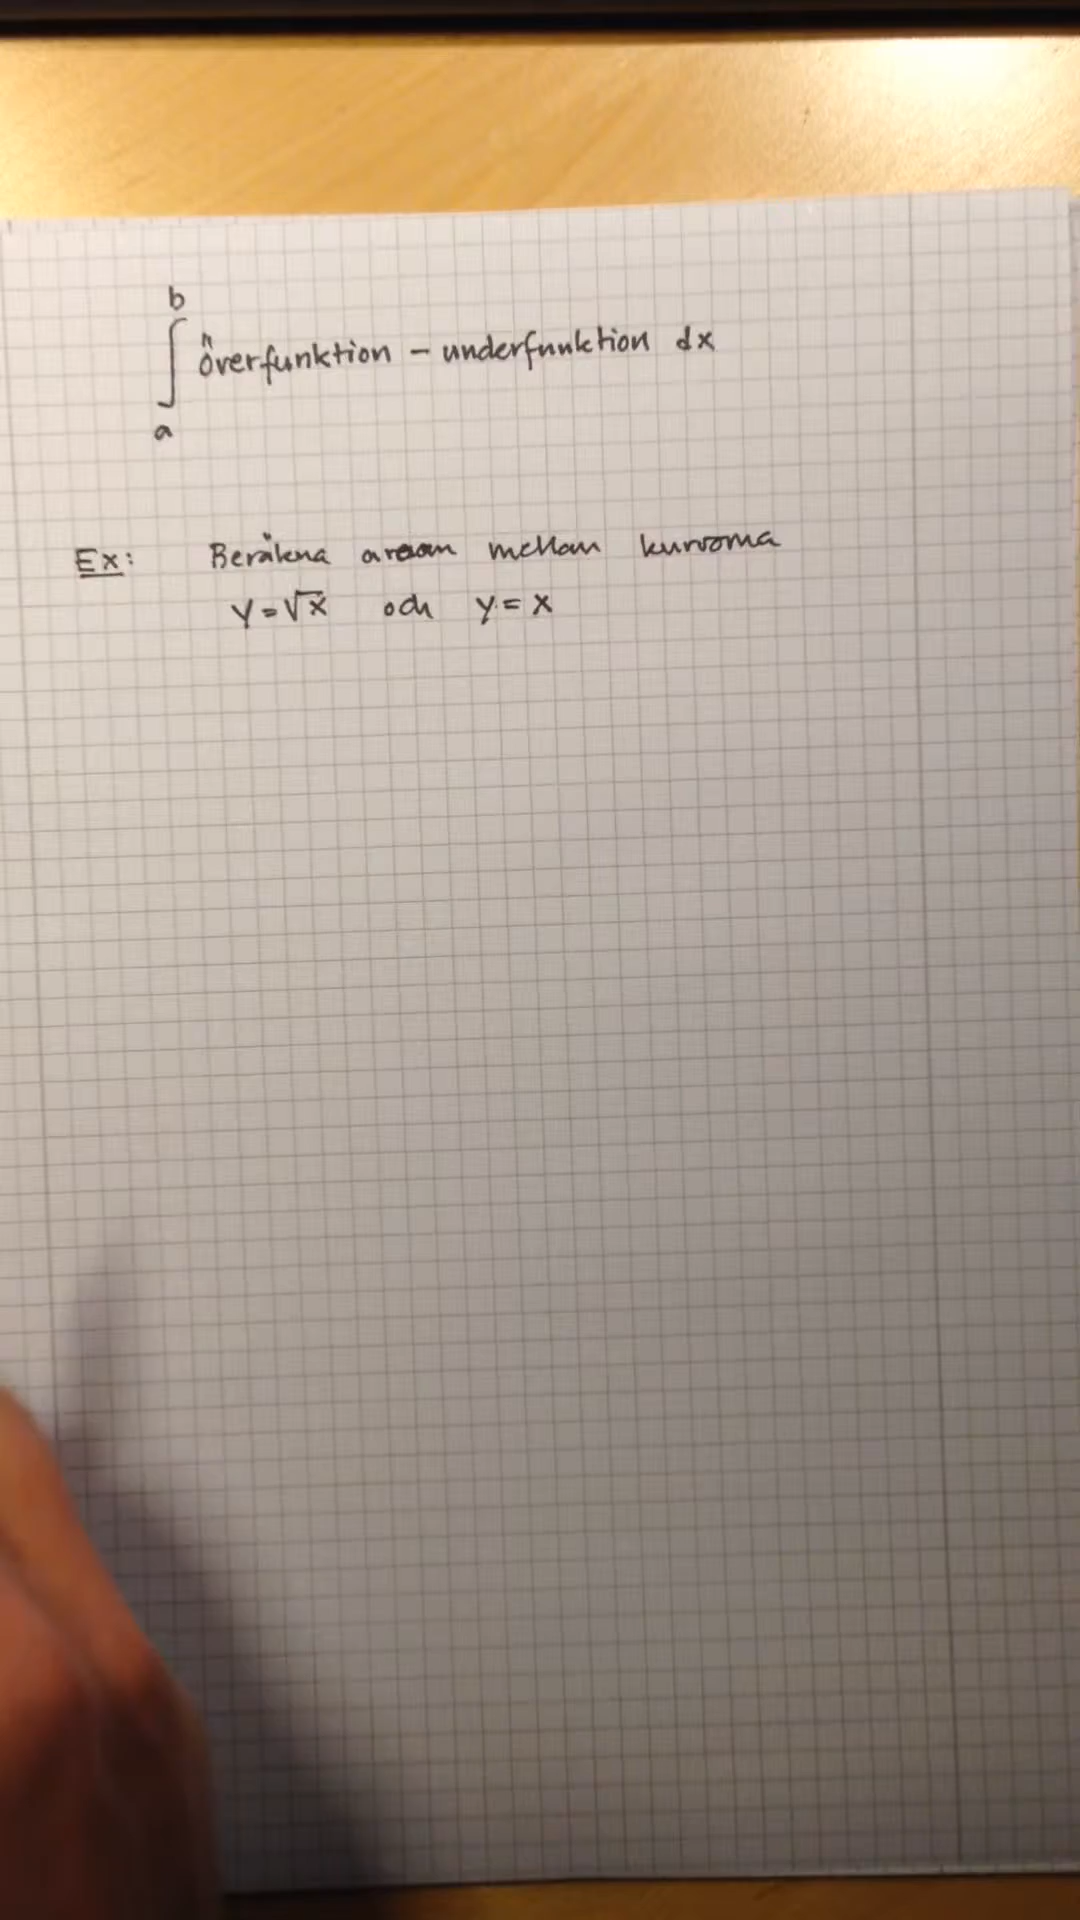 b
∫ överfunktion - underfunktion dx
a
Ex: Beräkna arean mellan kurvorna
y=√x och y=x